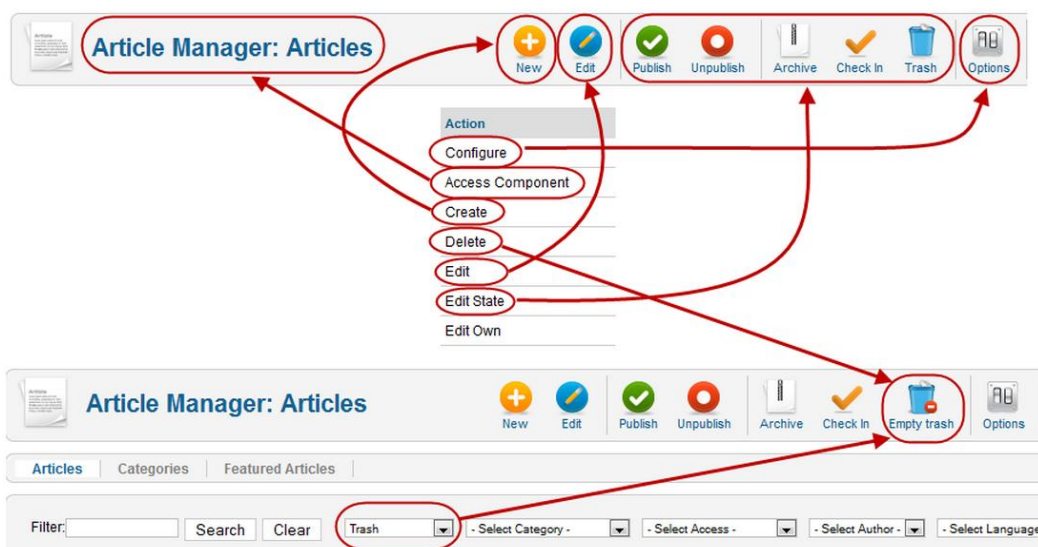 Article Manager: Articles
New Edit Publish Unpublish Archive Check In Trash Options
Action
Configure
Access Component
Create
Delete
Edit
Edit State
Edit Own
Article Manager: Articles
New Edit Publish Unpublish Archive Check In Empty trash Options
Articles Categories Featured Articles
Filter: Search Clear Trash - Select Category - - Select Access - - Select Author - - Select Language